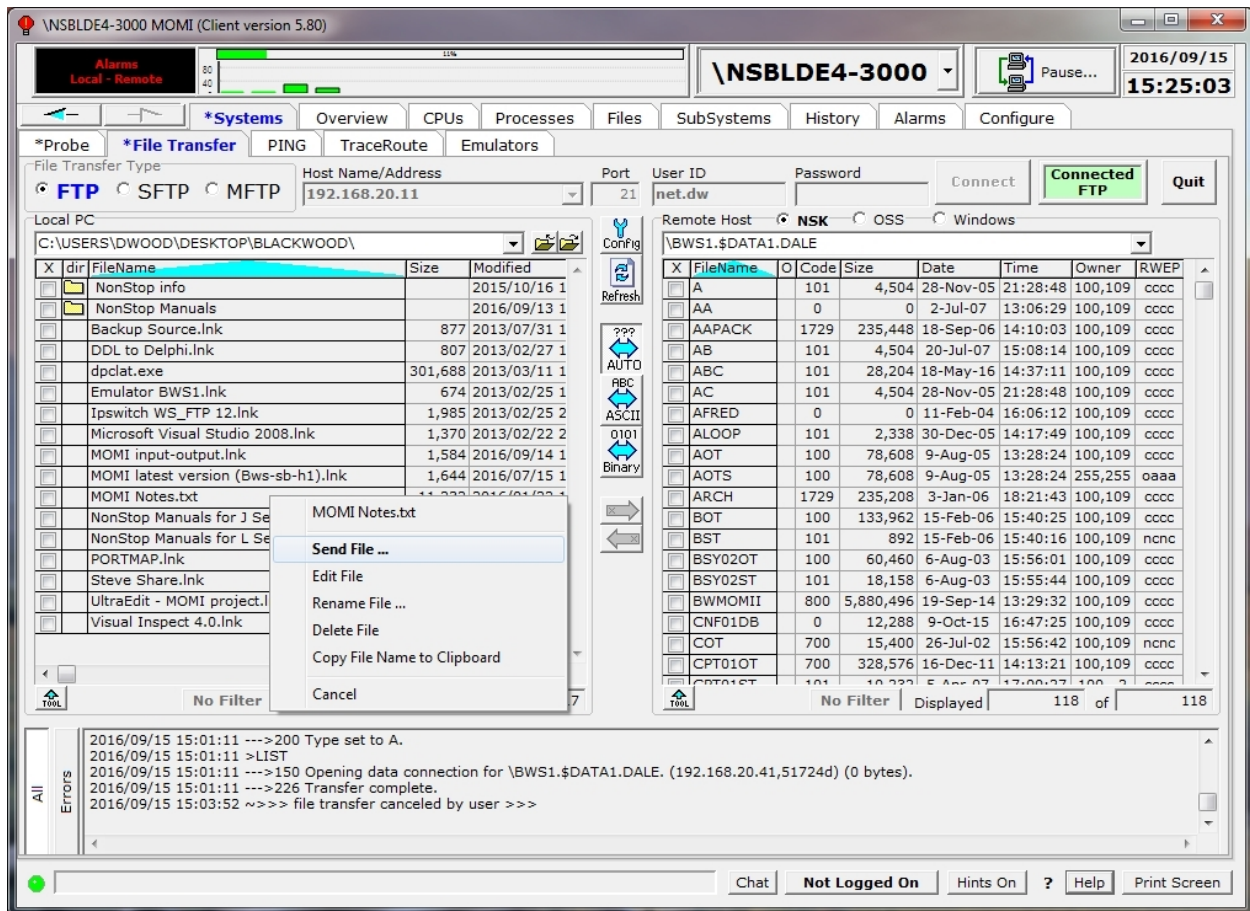 \NSBLDE4-3000 MOMI (Client version 5.80)
Alarms
Local - Remote
80
40
11%
\NSBLDE4-3000
Pause...
2016/09/15
15:25:03
*Systems Overview CPUs Processes Files SubSystems History Alarms Configure
*Probe *File Transfer PING TraceRoute Emulators
File Transfer Type
FTP SFTP MFTP
Host Name/Address
192.168.20.11
Port
21
User ID
net.dw
Password
Connect
Connected
FTP
Quit
Local PC
C:\USERS\DWOOD\DESKTOP\BLACKWOOD\
X dir FileName Size Modified
NonStop info 2015/10/16 1
NonStop Manuals 2016/09/13 1
Backup Source.lnk 877 2013/07/31 1
DDL to Delphi.lnk 807 2013/02/27 1
dpclat.exe 301,688 2013/03/11 1
Emulator BWS1.lnk 674 2013/02/25 1
Ipswitch WS_FTP 12.lnk 1,985 2013/02/25 2
Microsoft Visual Studio 2008.lnk 1,370 2013/02/22 2
MOMI input-output.lnk 1,584 2016/09/14 1
MOMI latest version (Bws-sb-h1).lnk 1,644 2016/07/15 1
MOMI Notes.txt
NonStop Manuals for J Se
NonStop Manuals for L Se
PORTMAP.lnk
Steve Share.lnk
UltraEdit - MOMI project.l
Visual Inspect 4.0.lnk
MOMI Notes.txt
Send File ...
Edit File
Rename File ...
Delete File
Copy File Name to Clipboard
Cancel
TOOL
No Filter
7
Config
Refresh
???
AUTO
ABC
ASCII
0101
Binary
Remote Host NSK OSS Windows
\BWS1.$DATA1.DALE
X FileName O Code Size Date Time Owner RWEP
A 101 4,504 28-Nov-05 21:28:48 100,109 cccc
AA 0 0 2-Jul-07 13:06:29 100,109 cccc
AAPACK 1729 235,448 18-Sep-06 14:10:03 100,109 cccc
AB 101 4,504 20-Jul-07 15:08:14 100,109 cccc
ABC 101 28,204 18-May-16 14:37:11 100,109 cccc
AC 101 4,504 28-Nov-05 21:28:48 100,109 cccc
AFRED 0 0 11-Feb-04 16:06:12 100,109 cccc
ALOOP 101 2,338 30-Dec-05 14:17:49 100,109 cccc
AOT 100 78,608 9-Aug-05 13:28:24 100,109 cccc
AOTS 100 78,608 9-Aug-05 13:28:24 255,255 oaaa
ARCH 1729 235,208 3-Jan-06 18:21:43 100,109 cccc
BOT 100 133,962 15-Feb-06 15:40:25 100,109 cccc
BST 101 892 15-Feb-06 15:40:16 100,109 ncnc
BSY02OT 100 60,460 6-Aug-03 15:56:01 100,109 cccc
BSY02ST 101 18,158 6-Aug-03 15:55:44 100,109 cccc
BWMOMII 800 5,880,496 19-Sep-14 13:29:32 100,109 cccc
CNF01DB 0 12,288 9-Oct-15 16:47:25 100,109 cccc
COT 700 15,400 26-Jul-02 15:56:42 100,109 ncnc
CPT01OT 700 328,576 16-Dec-11 14:13:21 100,109 cccc
TOOL
No Filter Displayed 118 of 118
All
Errors
2016/09/15 15:01:11 --->200 Type set to A.
2016/09/15 15:01:11 >LIST
2016/09/15 15:01:11 --->150 Opening data connection for \BWS1.$DATA1.DALE. (192.168.20.41,51724d) (0 bytes).
2016/09/15 15:01:11 --->226 Transfer complete.
2016/09/15 15:03:52 ~>>> file transfer canceled by user >>>
Chat Not Logged On Hints On ? Help Print Screen